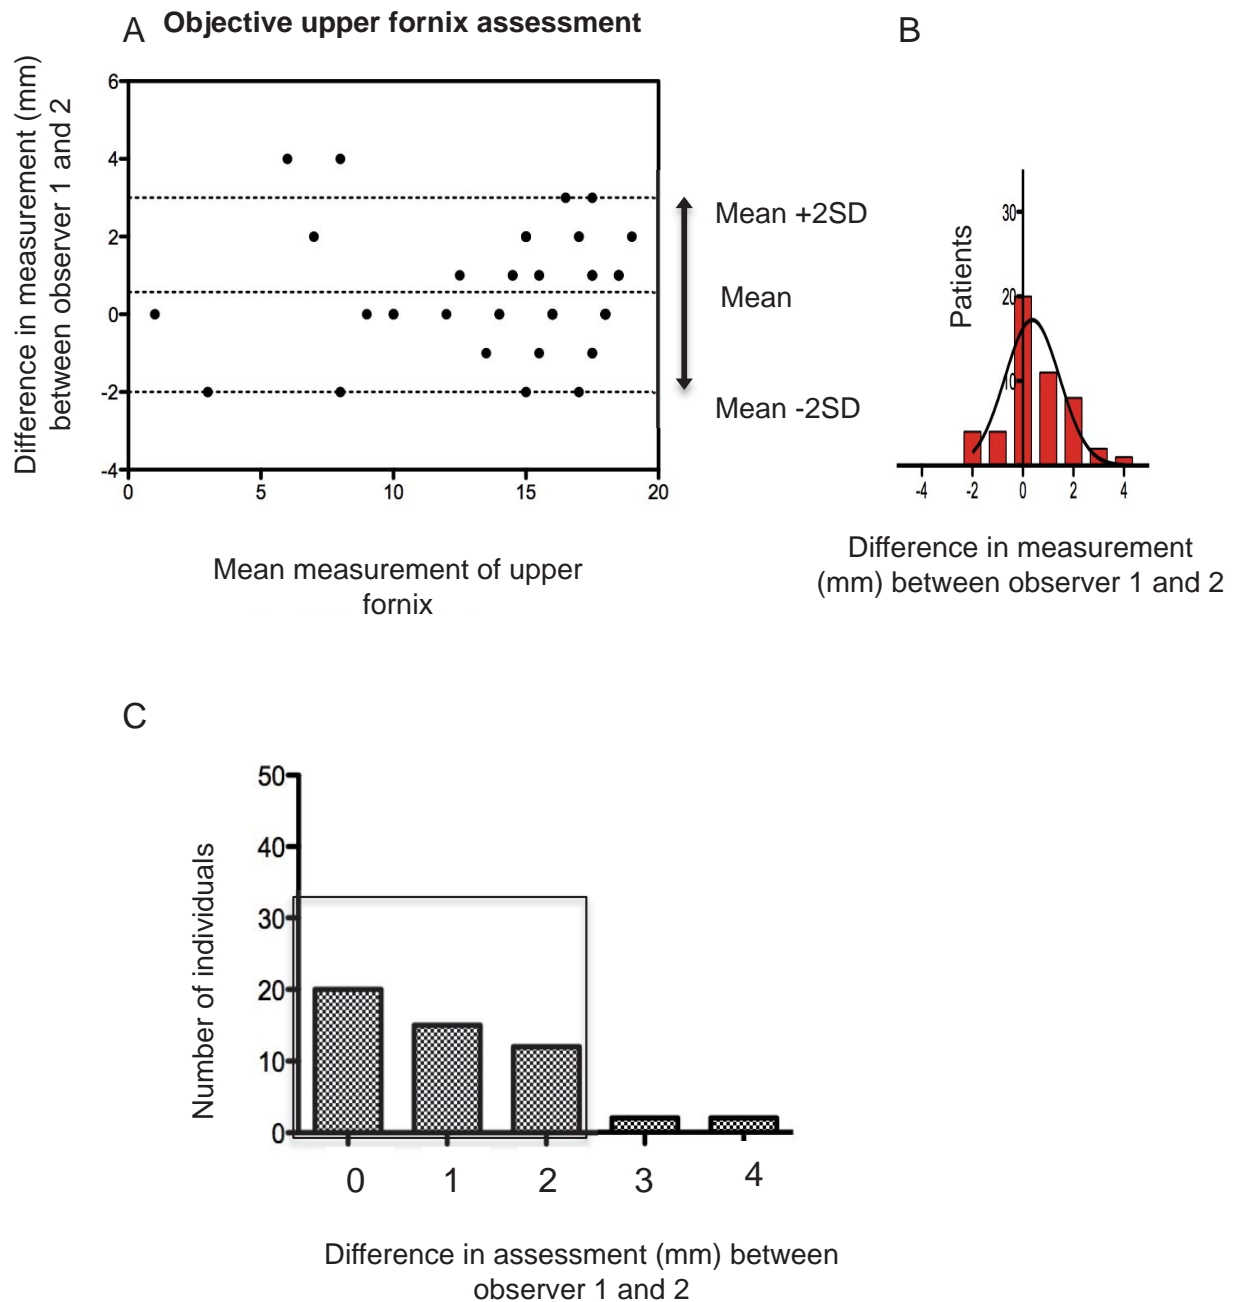 A
Objective upper fornix assessment
Difference in measurement (mm)
between observer 1 and 2
6
4
2
0
-2
-4
0
5
10
15
20
Mean +2SD
Mean
Mean -2SD
Mean measurement of upper
fornix
B
Patients
30
20
10
-4
-2
0
2
4
Difference in measurement
(mm) between observer 1 and 2
C
Number of individuals
50
40
30
20
10
0
0
1
2
3
4
Difference in assessment (mm) between
observer 1 and 2